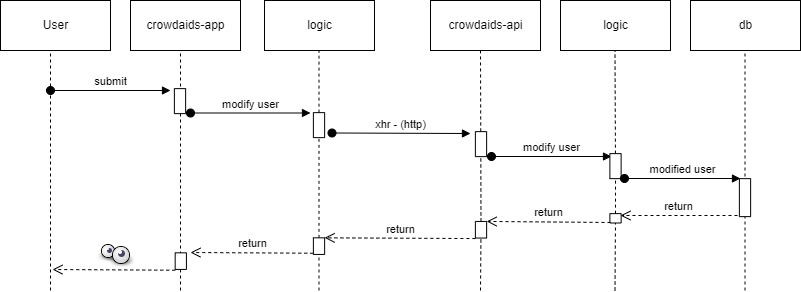 User
crowdaids-app
logic
crowdaids-api
logic
db
submit
modify user
xhr - (http)
modify user
modified user
return
return
return
return